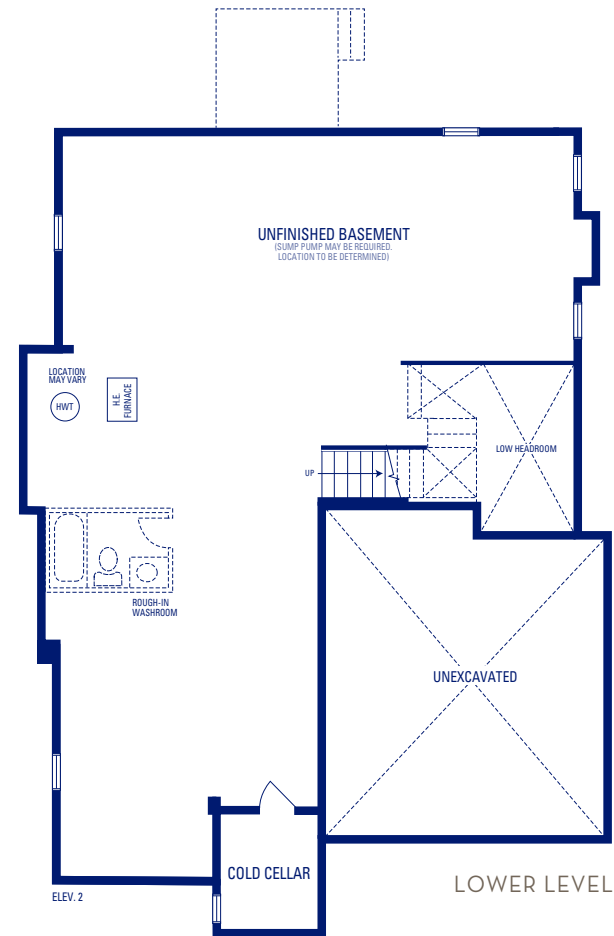 UNFINISHED BASEMENT
(SUMP PUMP MAY BE REQUIRED.
LOCATION TO BE DETERMINED)
LOCATION
MAY VARY
HWT
H.E.
FURNACE
LOW HEADROOM
UP
ROUGH-IN
WASHROOM
UNEXCAVATED
COLD CELLAR
LOWER LEVEL
ELEV. 2